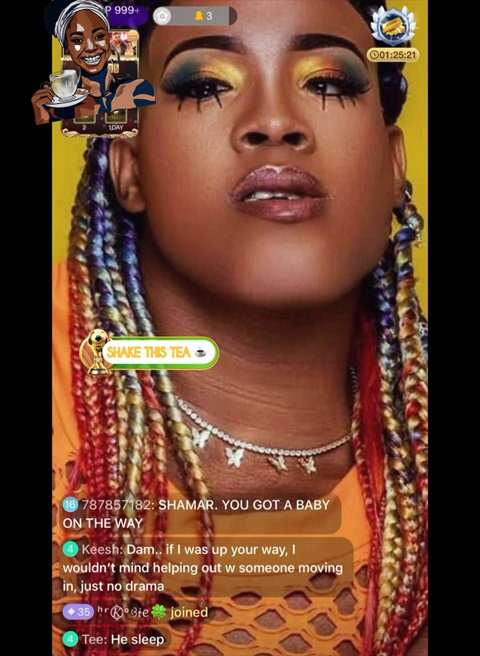 P 999+
3
01:25:21
2
1DAY
SHAKE THIS TEA ☕
16 787857182: SHAMAR. YOU GOT A BABY
ON THE WAY
4 Keesh: Dam.. if I was up your way, I
wouldn't mind helping out w someone moving
in, just no drama
35 joined
4 Tee: He sleep